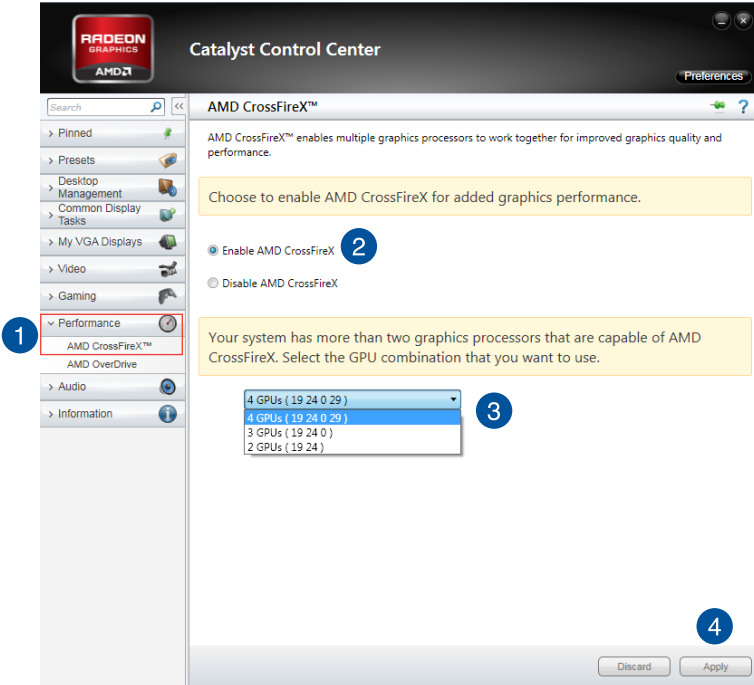 RADEON
GRAPHICS
AMD
Catalyst Control Center
Preferences
Search
<<
AMD CrossFireX™
?
> Pinned
> Presets
> Desktop
Management
> Common Display
Tasks
> My VGA Displays
> Video
> Gaming
1
Performance
AMD CrossFireX™
AMD OverDrive
> Audio
> Information
AMD CrossFireX™ enables multiple graphics processors to work together for improved graphics quality and
performance.
Choose to enable AMD CrossFireX for added graphics performance.
Enable AMD CrossFireX 2
Disable AMD CrossFireX
Your system has more than two graphics processors that are capable of AMD
CrossFireX. Select the GPU combination that you want to use.
4 GPUs ( 19 24 0 29 )
4 GPUs ( 19 24 0 29 )
3
3 GPUs ( 19 24 0 )
2 GPUs ( 19 24 )
4
Discard
Apply